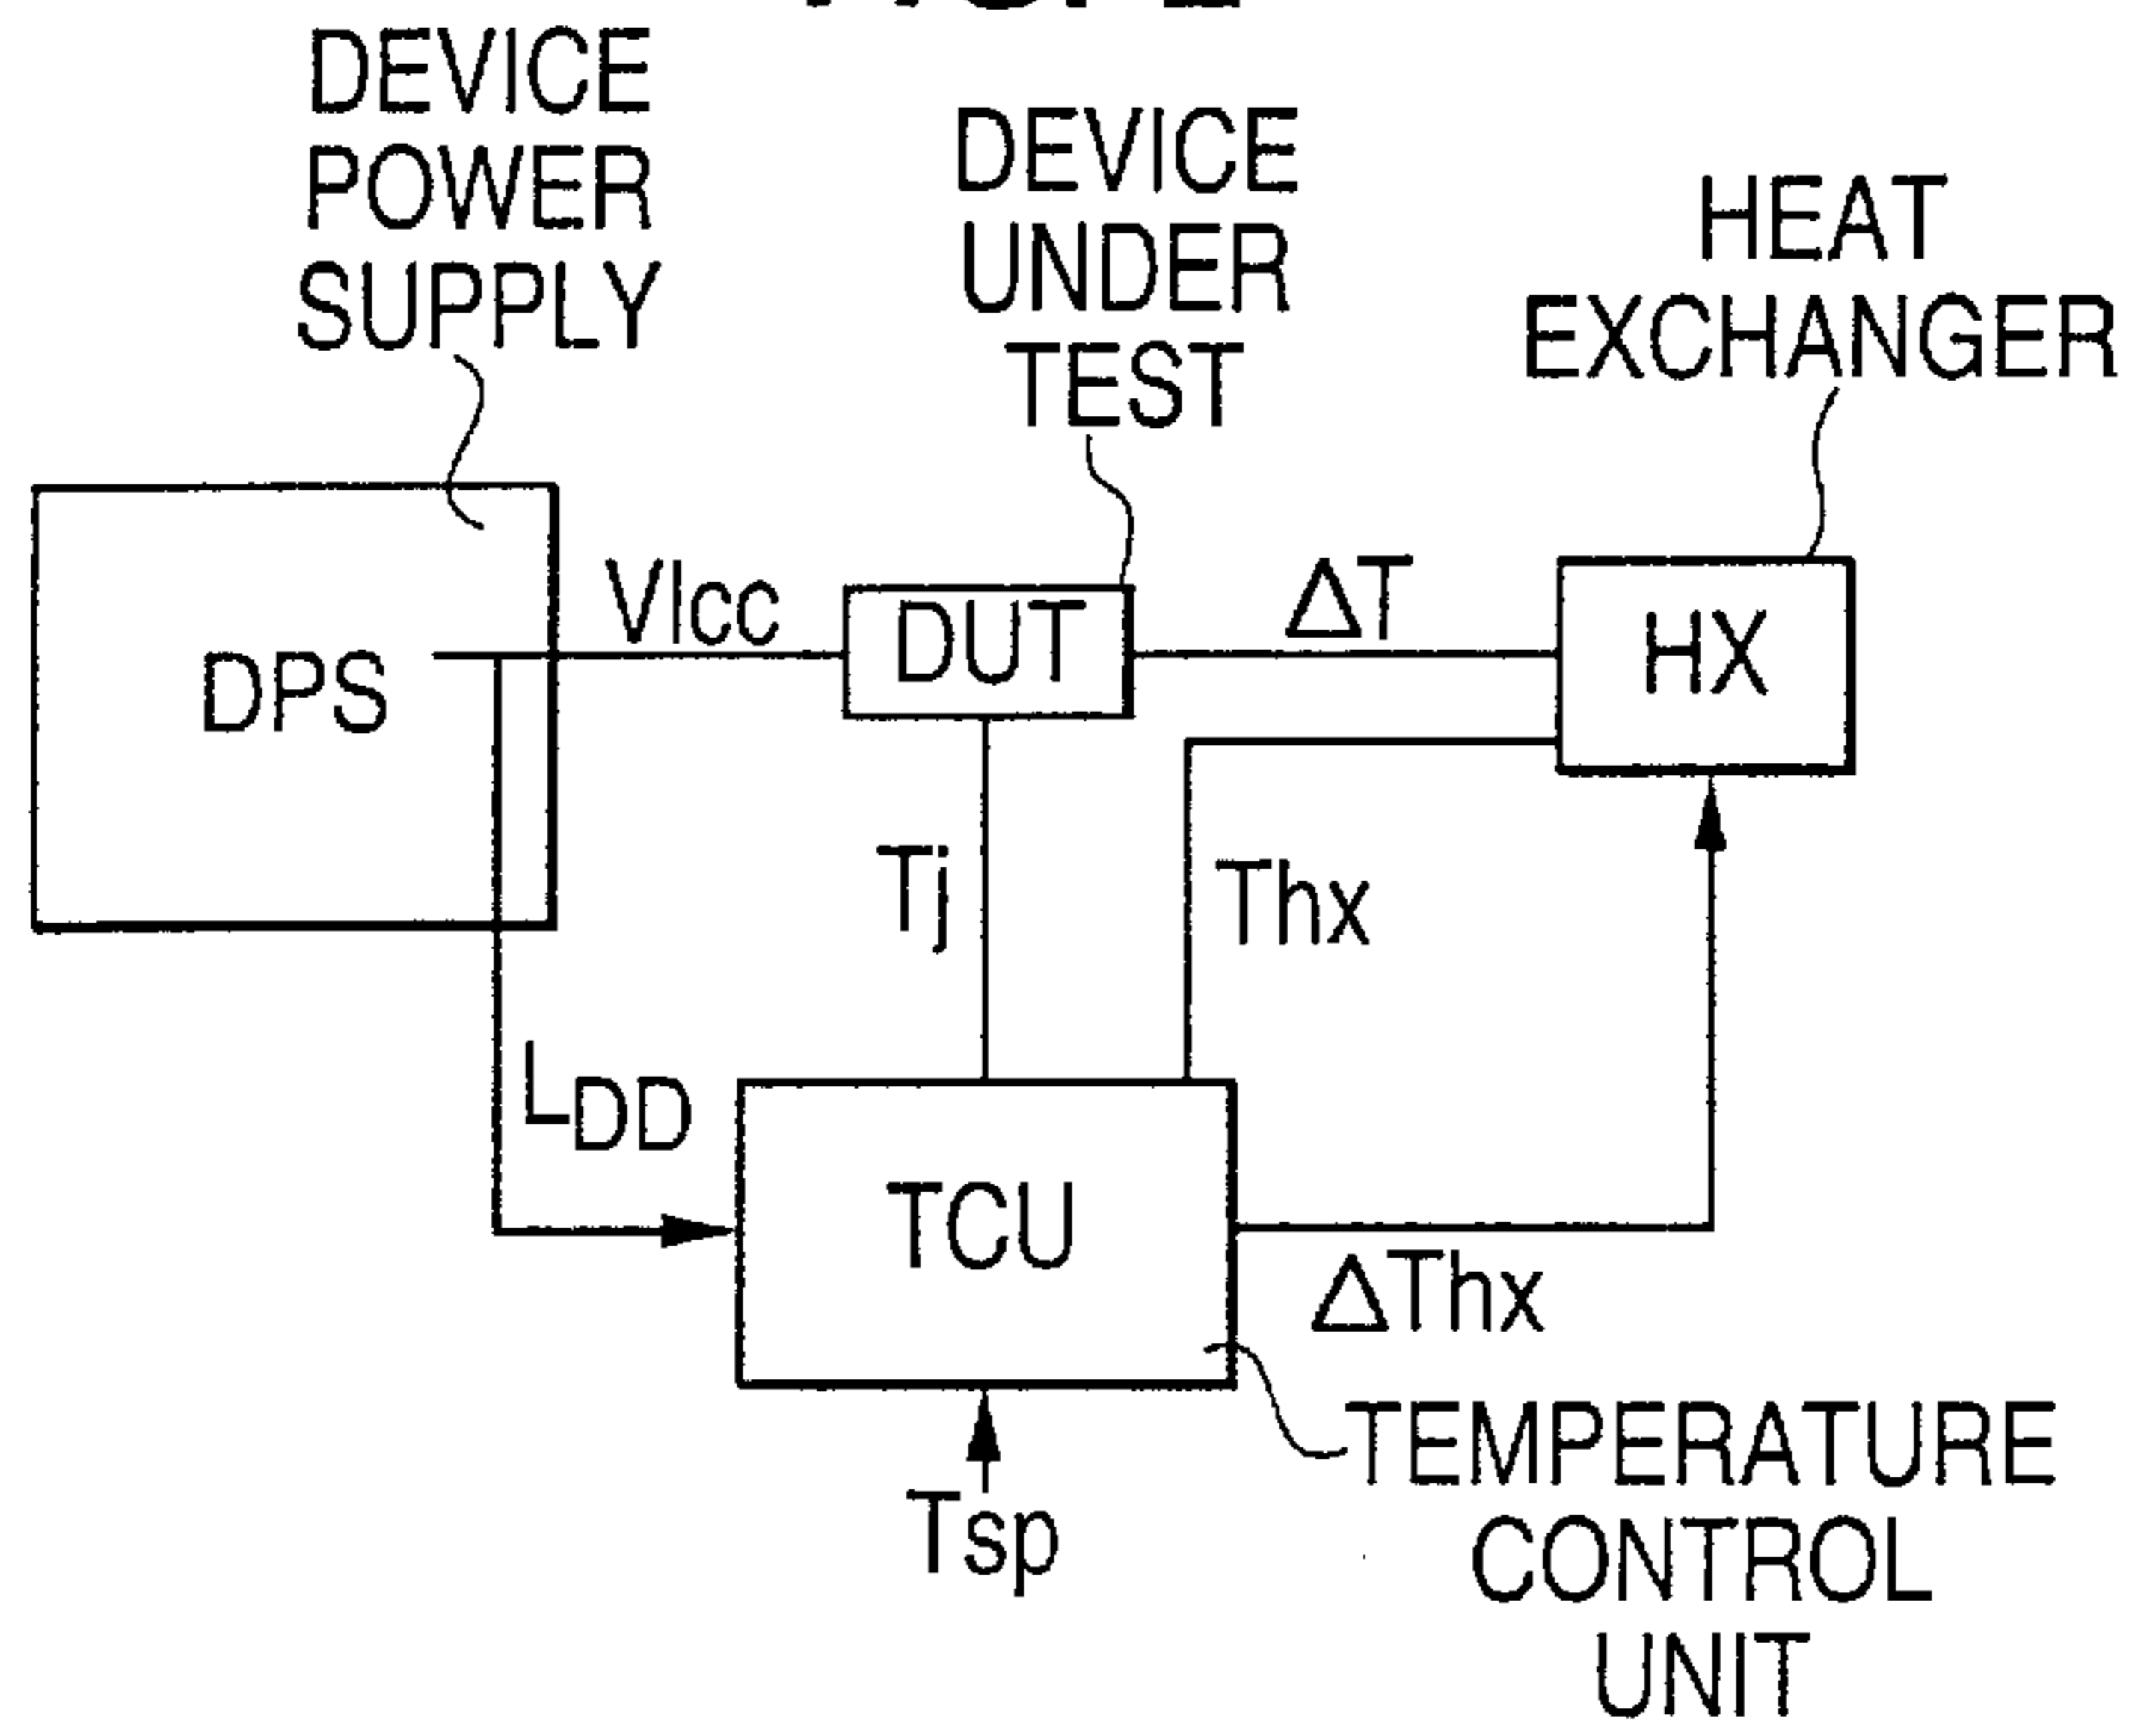 DEVICE
POWER
SUPPLY
DEVICE
UNDER
TEST
HEAT
EXCHANGER
DPS
VIcc
DUT
ΔT
HX
Tj
Thx
LDD
TCU
ΔThx
Tsp
TEMPERATURE
CONTROL
UNIT